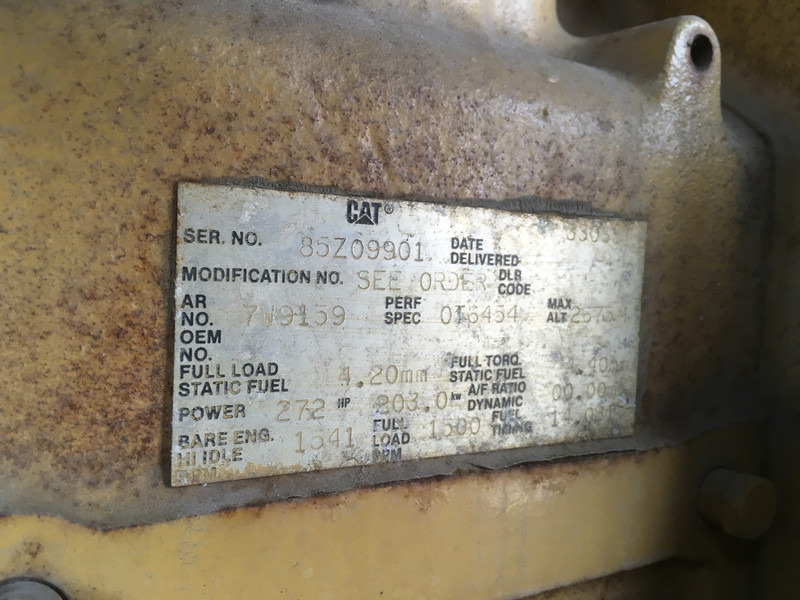 CAT®
SER. NO. 85Z09901 DATE DELIVERED
MODIFICATION NO. SEE ORDER DLR CODE
AR NO. 7W9159 PERF SPEC 0T6454 MAX ALT
OEM NO.
FULL LOAD STATIC FUEL 4.20mm FULL TORQ. STATIC FUEL
POWER 272 HP 203.0 kw A/F RATIO DYNAMIC
BARE ENG. HI IDLE RPM 1541 FULL LOAD RPM 1500 FUEL TIMING